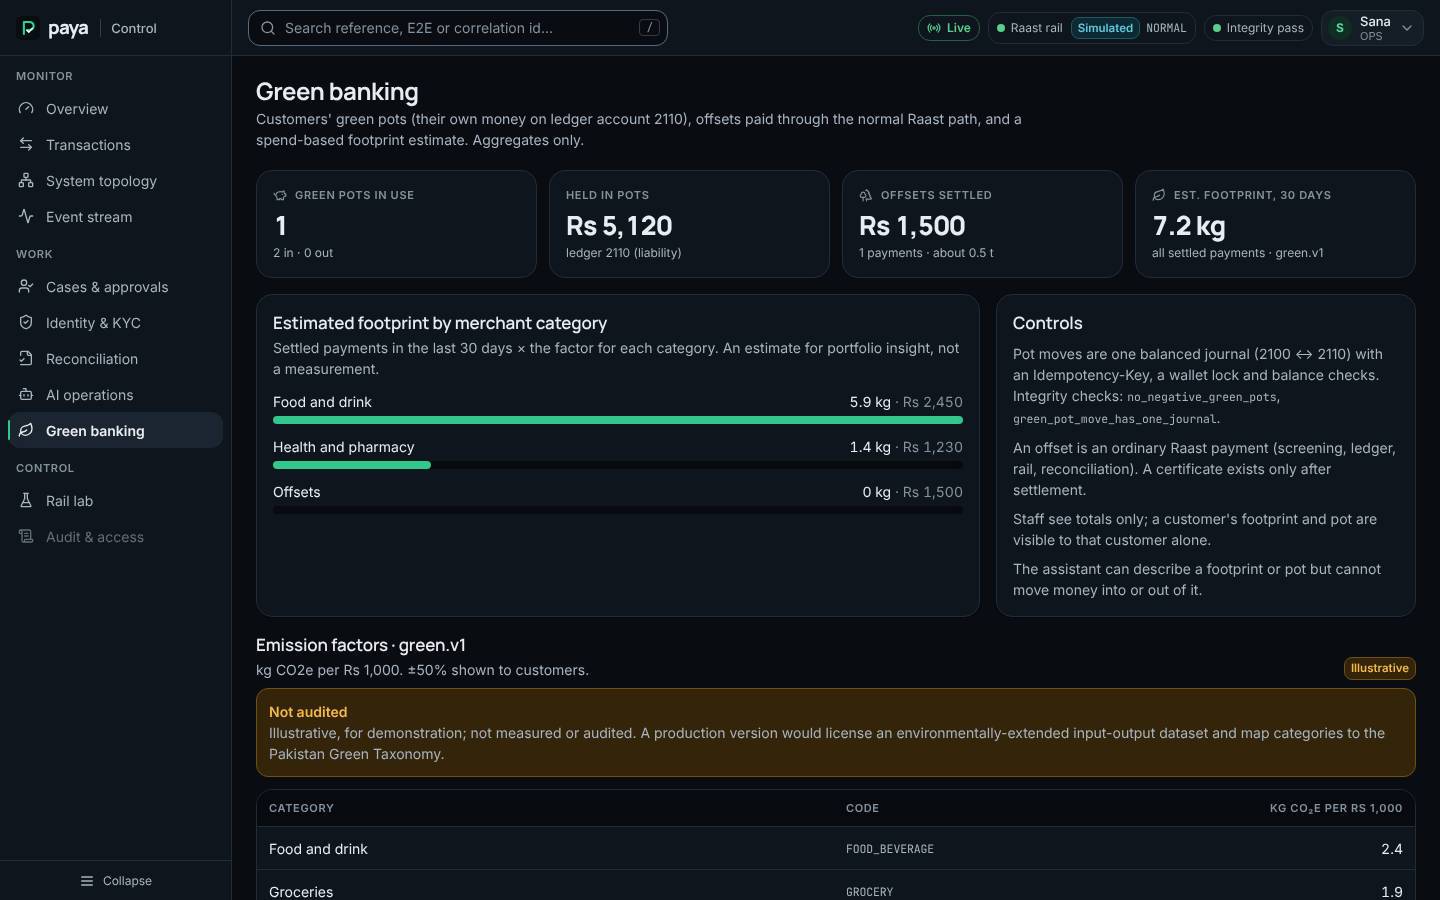 paya
Control
Search reference, E2E or correlation id...
/
Live
Raast rail
Simulated
NORMAL
Integrity pass
S
Sana
OPS
MONITOR
Overview
Transactions
System topology
Event stream
WORK
Cases & approvals
Identity & KYC
Reconciliation
AI operations
Green banking
CONTROL
Rail lab
Audit & access
Collapse
Green banking
Customers' green pots (their own money on ledger account 2110), offsets paid through the normal Raast path, and a
spend-based footprint estimate. Aggregates only.
GREEN POTS IN USE
1
2 in · 0 out
HELD IN POTS
Rs 5,120
ledger 2110 (liability)
OFFSETS SETTLED
Rs 1,500
1 payments · about 0.5 t
EST. FOOTPRINT, 30 DAYS
7.2 kg
all settled payments · green.v1
Estimated footprint by merchant category
Settled payments in the last 30 days × the factor for each category. An estimate for portfolio insight, not
a measurement.
Food and drink 5.9 kg · Rs 2,450
Health and pharmacy 1.4 kg · Rs 1,230
Offsets 0 kg · Rs 1,500
Controls
Pot moves are one balanced journal (2100 ↔ 2110) with
an Idempotency-Key, a wallet lock and balance checks.
Integrity checks: no_negative_green_pots,
green_pot_move_has_one_journal.
An offset is an ordinary Raast payment (screening, ledger,
rail, reconciliation). A certificate exists only after
settlement.
Staff see totals only; a customer's footprint and pot are
visible to that customer alone.
The assistant can describe a footprint or pot but cannot
move money into or out of it.
Emission factors · green.v1
kg CO2e per Rs 1,000. ±50% shown to customers.
Illustrative
Not audited
Illustrative, for demonstration; not measured or audited. A production version would license an environmentally-extended input-output dataset and map categories to the
Pakistan Green Taxonomy.
CATEGORY CODE KG CO₂E PER RS 1,000
Food and drink FOOD_BEVERAGE 2.4
Groceries GROCERY 1.9